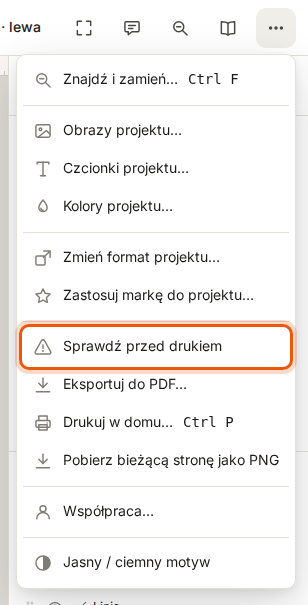 · lewa
Znajdź i zamień... Ctrl F
Obrazy projektu...
Czcionki projektu...
Kolory projektu...
Zmień format projektu...
Zastosuj markę do projektu...
Sprawdź przed drukiem
Eksportuj do PDF...
Drukuj w domu... Ctrl P
Pobierz bieżącą stronę jako PNG
Współpraca...
Jasny / ciemny motyw